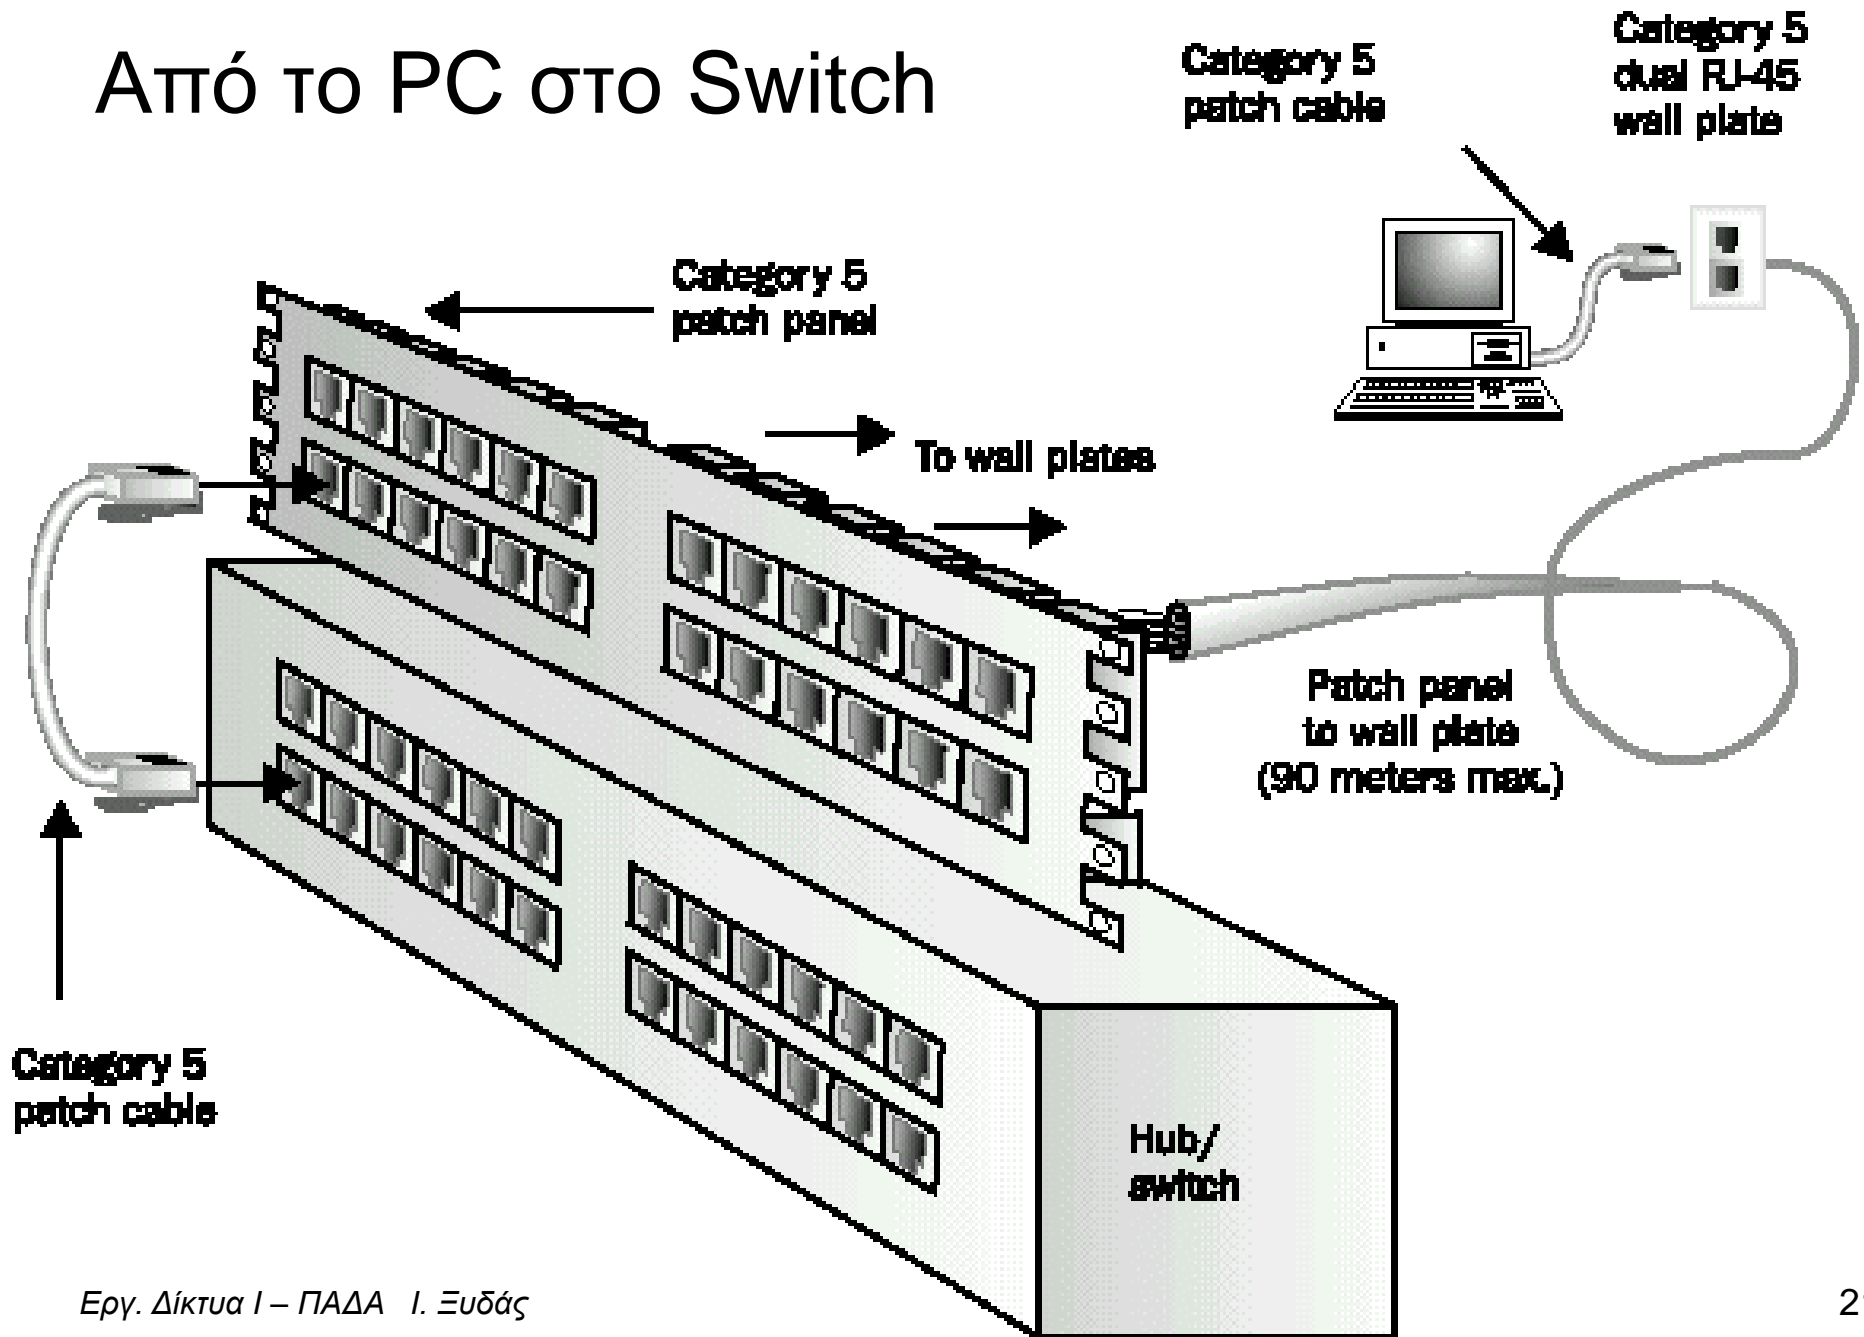 Από το PC στο Switch
Category 5
patch cable
Category 5
dual RJ-45
wall plate
Category 5
patch panel
To wall plates
Patch panel
to wall plate
(90 meters max.)
Category 5
patch cable
Hub/
switch
Εργ. Δίκτυα Ι – ΠΑΔΑ Ι. Ξυδάς